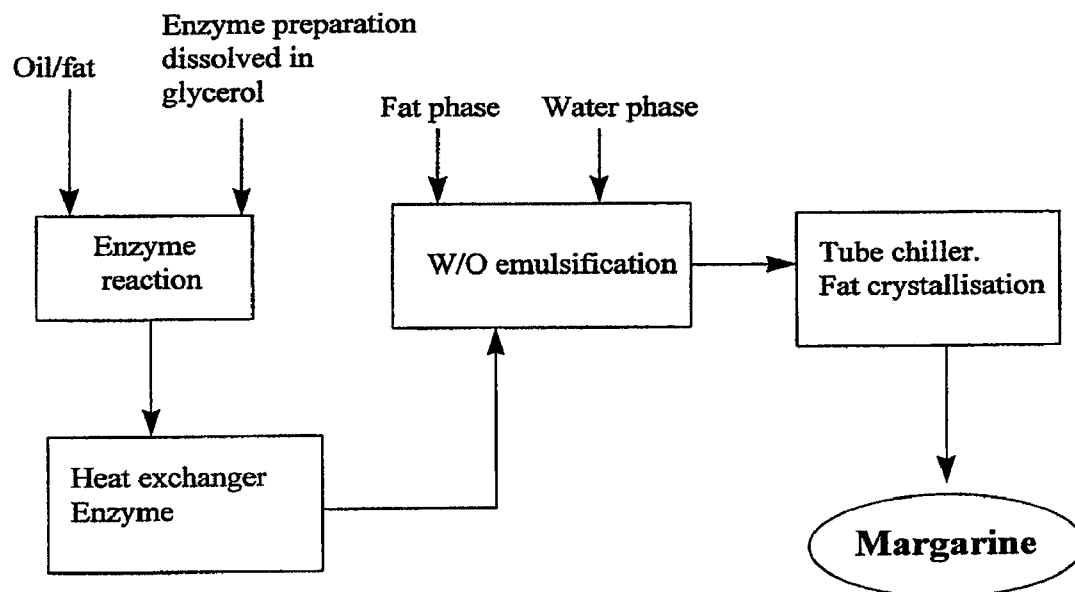 Enzyme preparation
dissolved in
glycerol
Oil/fat
Fat phase
Water phase
Enzyme
reaction
W/O emulsification
Tube chiller.
Fat crystallisation
Heat exchanger
Enzyme
Margarine